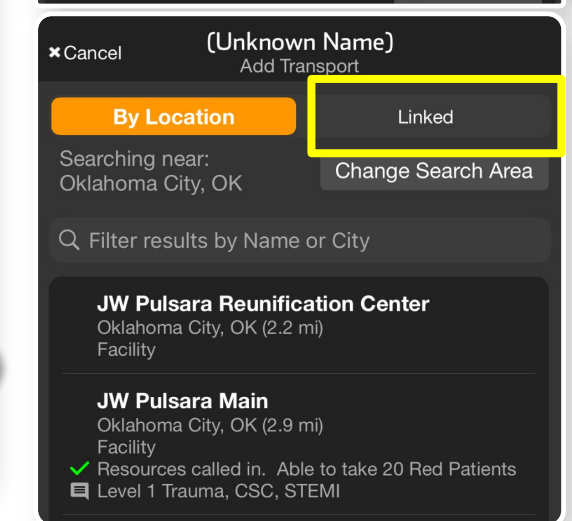 Cancel
(Unknown Name)
Add Transport
By Location
Linked
Searching near:
Oklahoma City, OK
Change Search Area
Filter results by Name or City
JW Pulsara Reunification Center
Oklahoma City, OK (2.2 mi)
Facility
JW Pulsara Main
Oklahoma City, OK (2.9 mi)
Facility
Resources called in.  Able to take 20 Red Patients
Level 1 Trauma, CSC, STEMI